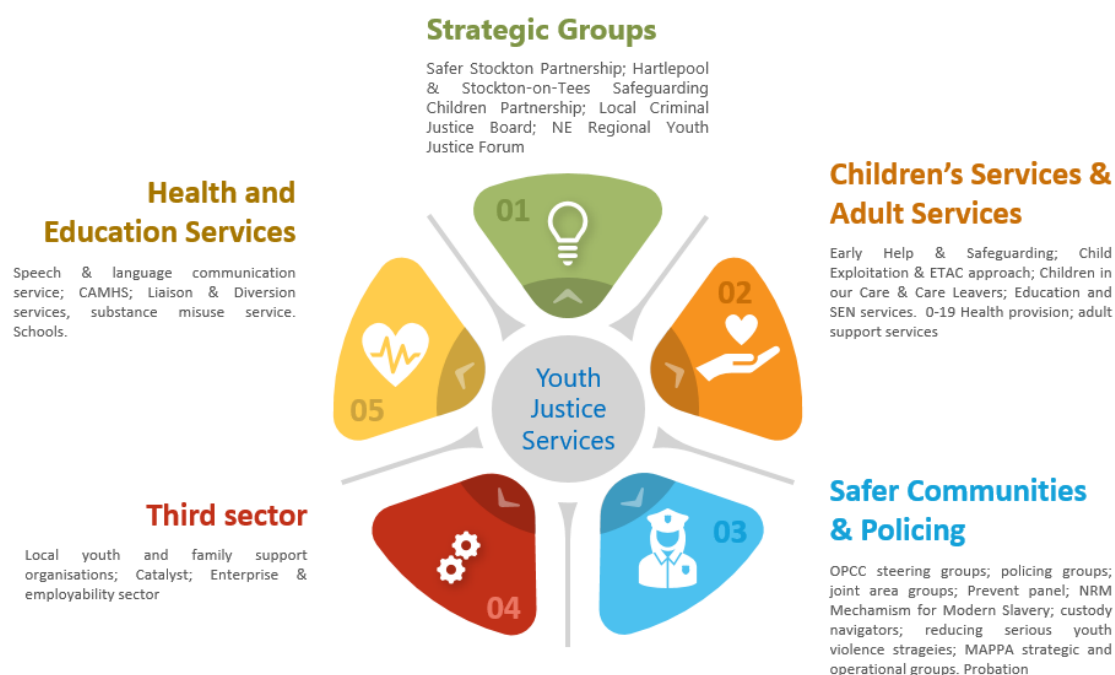 Strategic Groups
Safer Stockton Partnership; Hartlepool
& Stockton-on-Tees Safeguarding
Children Partnership; Local Criminal
Justice Board; NE Regional Youth
Justice Forum
01
Children's Services &
Adult Services
Early Help & Safeguarding; Child
Exploitation & ETAC approach; Children in
our Care & Care Leavers; Education and
SEN services. 0-19 Health provision; adult
support services
02
Safer Communities
& Policing
OPCC steering groups; policing groups;
joint area groups; Prevent panel; NRM
Mechamism for Modern Slavery; custody
navigators; reducing serious youth
violence strageies; MAPPA strategic and
operational groups. Probation
03
Third sector
Local youth and family support
organisations; Catalyst; Enterprise &
employability sector
04
Health and
Education Services
Speech & language communication
service; CAMHS; Liaison & Diversion
services, substance misuse service.
Schools.
05
Youth
Justice
Services